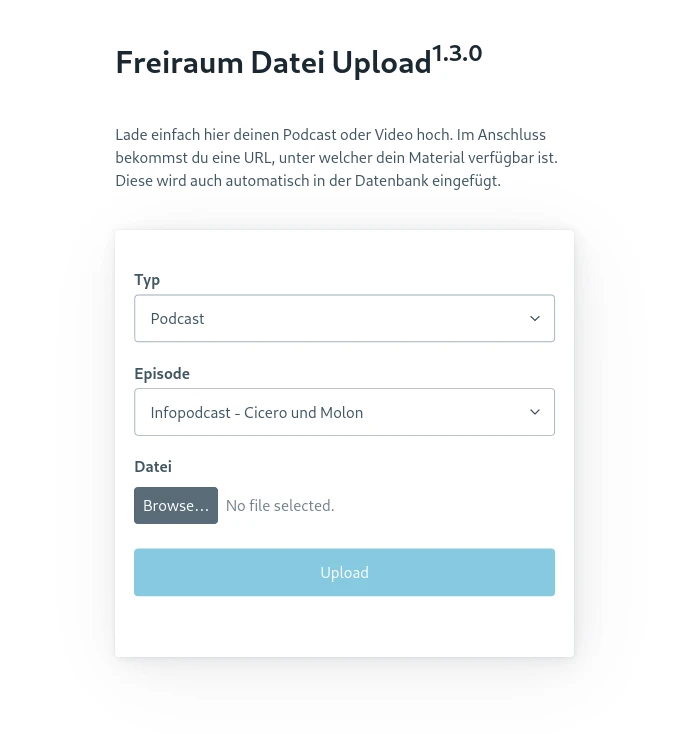 Freiraum Datei Upload1.3.0
Lade einfach hier deinen Podcast oder Video hoch. Im Anschluss
bekommst du eine URL, unter welcher dein Material verfügbar ist.
Diese wird auch automatisch in der Datenbank eingefügt.
Typ
Podcast
Episode
Infopodcast - Cicero und Molon
Datei
Browse... No file selected.
Upload